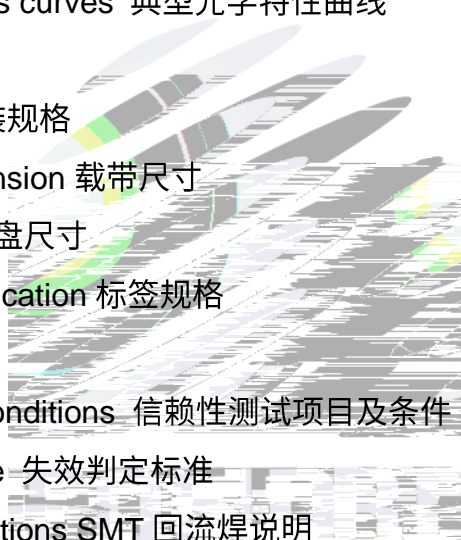 s curves 典型光学特性曲线
装规格
nsion 载带尺寸
盘尺寸
cation 标签规格
onditions 信赖性测试项目及条件
e 失效判定标准
tions SMT 回流焊说明